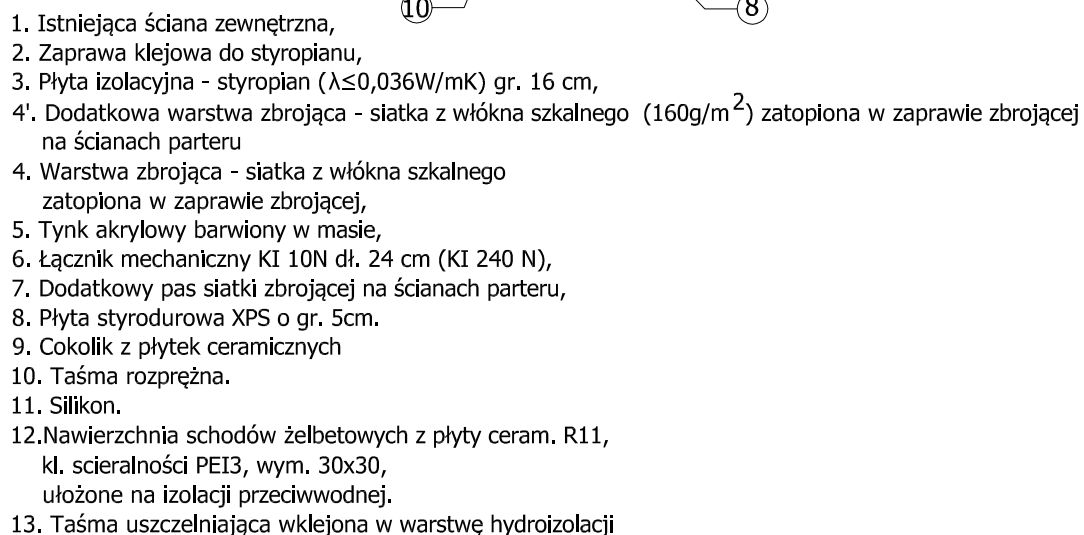 10 8
1. Istniejąca ściana zewnętrzna,
2. Zaprawa klejowa do styropianu,
3. Płyta izolacyjna - styropian (λ≤0,036W/mK) gr. 16 cm,
4'. Dodatkowa warstwa zbrojąca - siatka z włókna szkalnego (160g/m²) zatopiona w zaprawie zbrojącej
na ścianach parteru
4. Warstwa zbrojąca - siatka z włókna szkalnego
zatopiona w zaprawie zbrojącej,
5. Tynk akrylowy barwiony w masie,
6. Łącznik mechaniczny KI 10N dł. 24 cm (KI 240 N),
7. Dodatkowy pas siatki zbrojącej na ścianach parteru,
8. Płyta styrodurowa XPS o gr. 5cm.
9. Cokolik z płytek ceramicznych
10. Taśma rozprężna.
11. Silikon.
12.Nawierzchnia schodów żelbetowych z płyty ceram. R11,
kl. scieralności PEI3, wym. 30x30,
ułożone na izolacji przeciwwodnej.
13. Taśma uszczelniająca wklejona w warstwę hydroizolacji